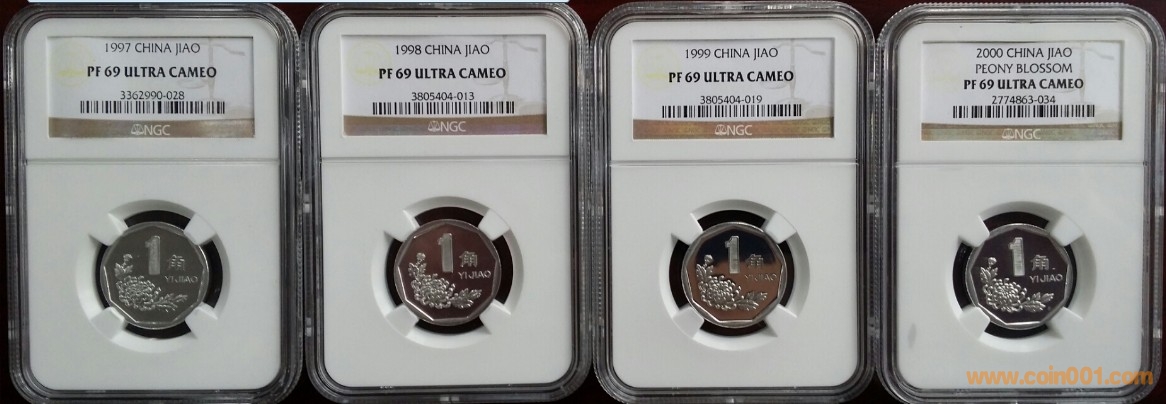 1997 CHINA JIAO
PF 69 ULTRA CAMEO
3362990-028
NGC
1
角
YI JIAO
1998 CHINA JIAO
PF 69 ULTRA CAMEO
3805404-013
NGC
1
角
YI JIAO
1999 CHINA JIAO
PF 69 ULTRA CAMEO
3805404-019
NGC
1
角
YI JIAO
2000 CHINA JIAO
PEONY BLOSSOM
PF 69 ULTRA CAMEO
2774863-034
NGC
1
角
YI JIAO
www.coin001.com